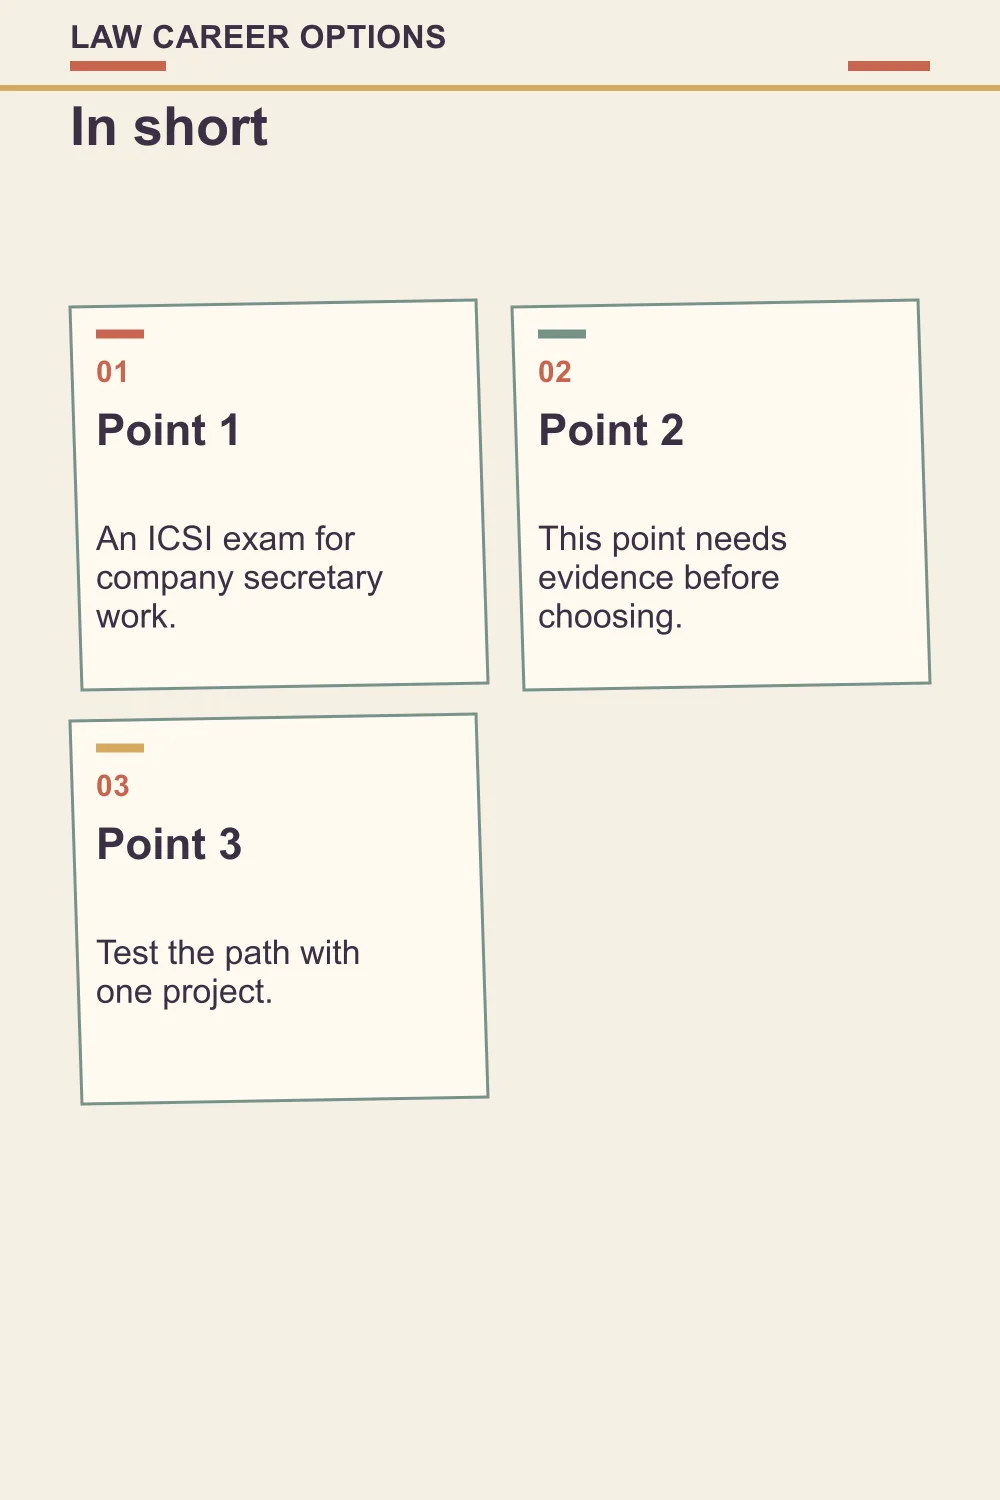 LAW CAREER OPTIONS
In short
01
Point 1
An ICSI exam for
company secretary
work.
02
Point 2
This point needs
evidence before
choosing.
03
Point 3
Test the path with
one project.